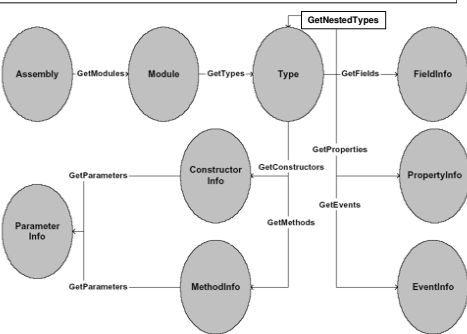 GetNestedTypes
Assembly
GetModules
Module
GetTypes
Type
GetFields
FieldInfo
GetProperties
GetConstructors
Constructor
Info
PropertyInfo
GetParameters
GetEvents
GetMethods
Parameter
Info
GetParameters
MethodInfo
EventInfo